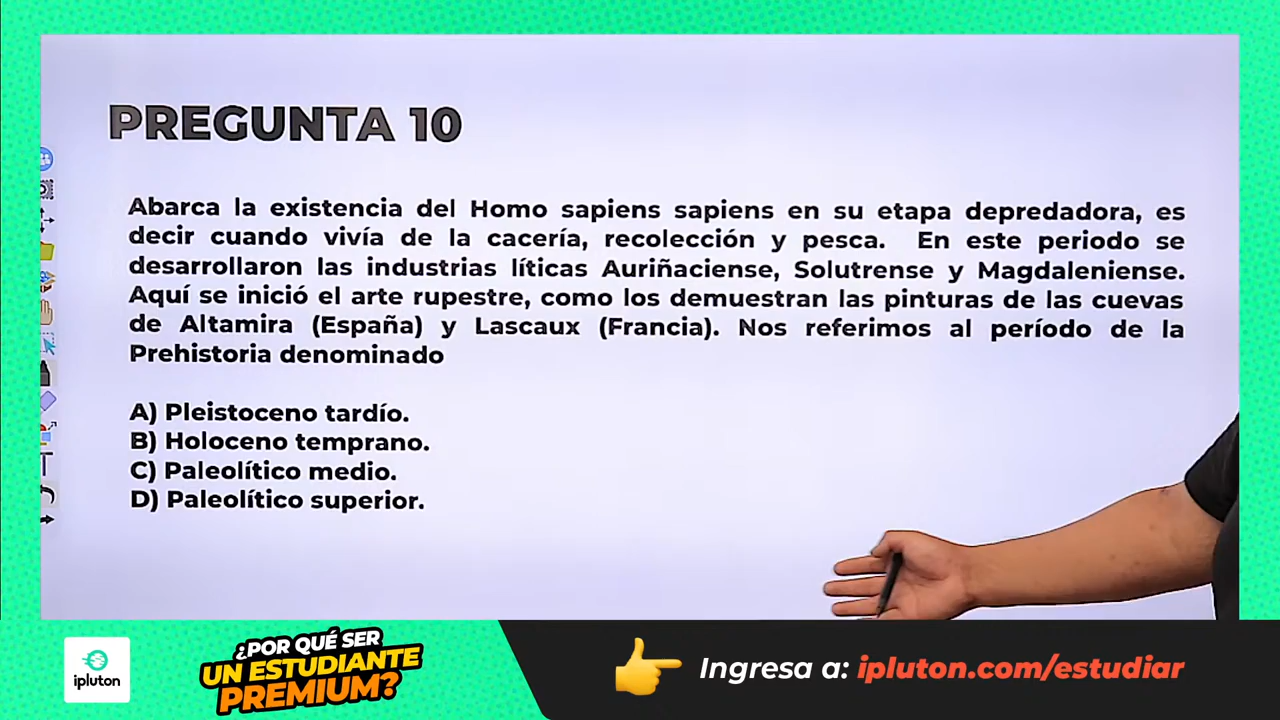 PREGUNTA 10
Abarca la existencia del Homo sapiens sapiens en su etapa depredadora, es
decir cuando vivía de la cacería, recolección y pesca. En este periodo se
desarrollaron las industrias líticas Auriñaciense, Solutrense y Magdaleniense.
Aquí se inició el arte rupestre, como los demuestran las pinturas de las cuevas
de Altamira (España) y Lascaux (Francia). Nos referimos al período de la
Prehistoria denominado
A) Pleistoceno tardío.
B) Holoceno temprano.
C) Paleolítico medio.
D) Paleolítico superior.
ipluton
¿POR QUÉ SER
UN ESTUDIANTE
PREMIUM?
Ingresa a: ipluton.com/estudiar